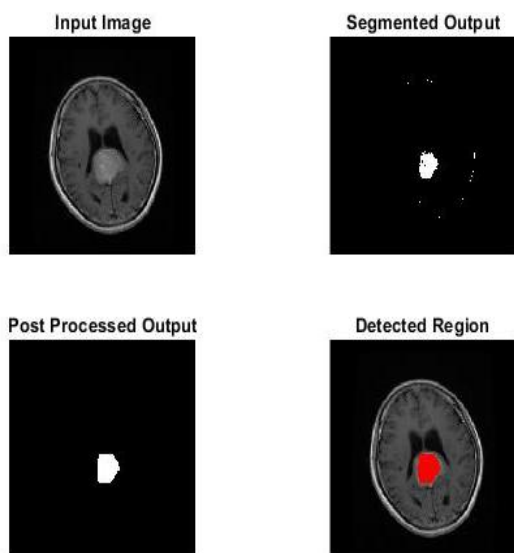 Input Image
Segmented Output
Post Processed Output
Detected Region